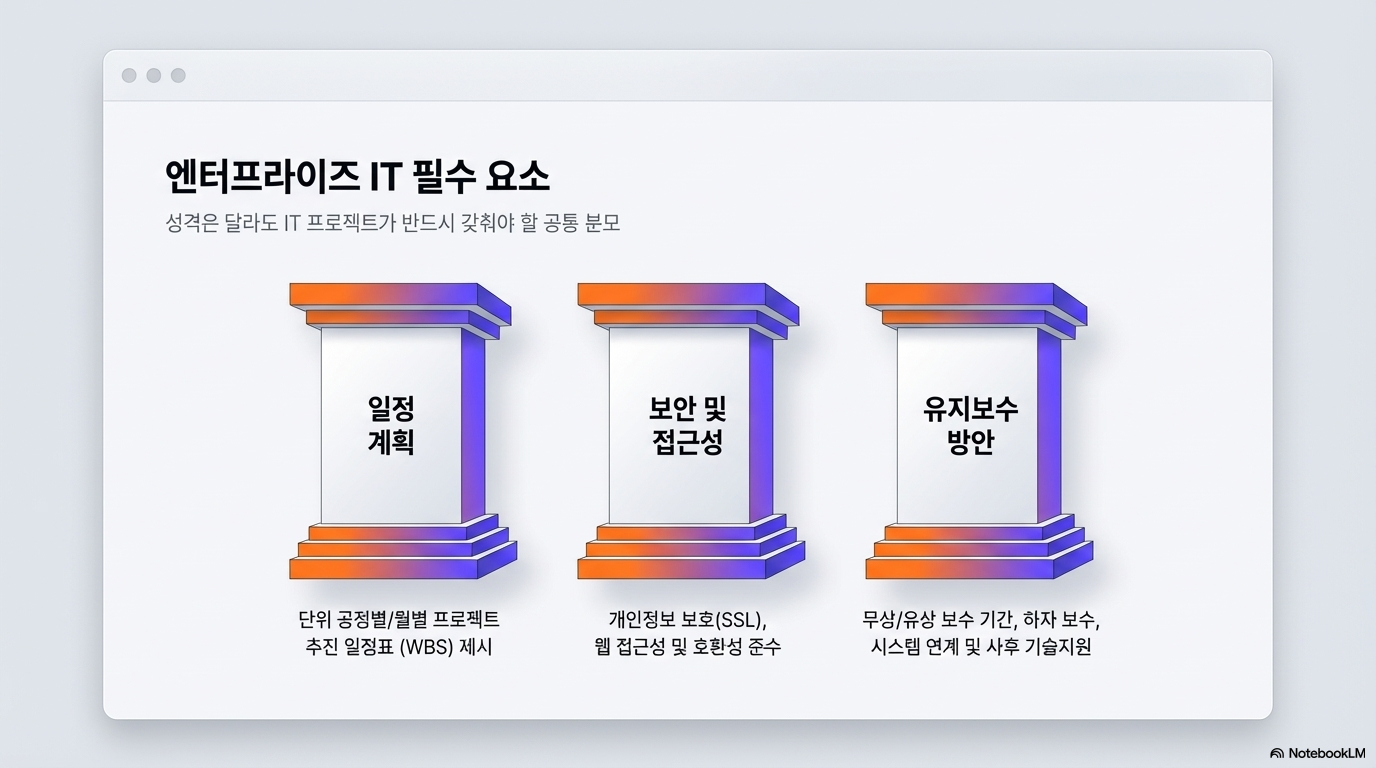 엔터프라이즈 IT 필수 요소
성격은 달라도 IT 프로젝트가 반드시 갖춰야 할 공통 분모
일정
계획
보안 및
접근성
유지보수
방안
단위 공정별/월별 프로젝트
추진 일정표 (WBS) 제시
개인정보 보호(SSL),
웹 접근성 및 호환성 준수
무상/유상 보수 기간, 하자 보수,
시스템 연계 및 사후 기술지원
NotebookLM